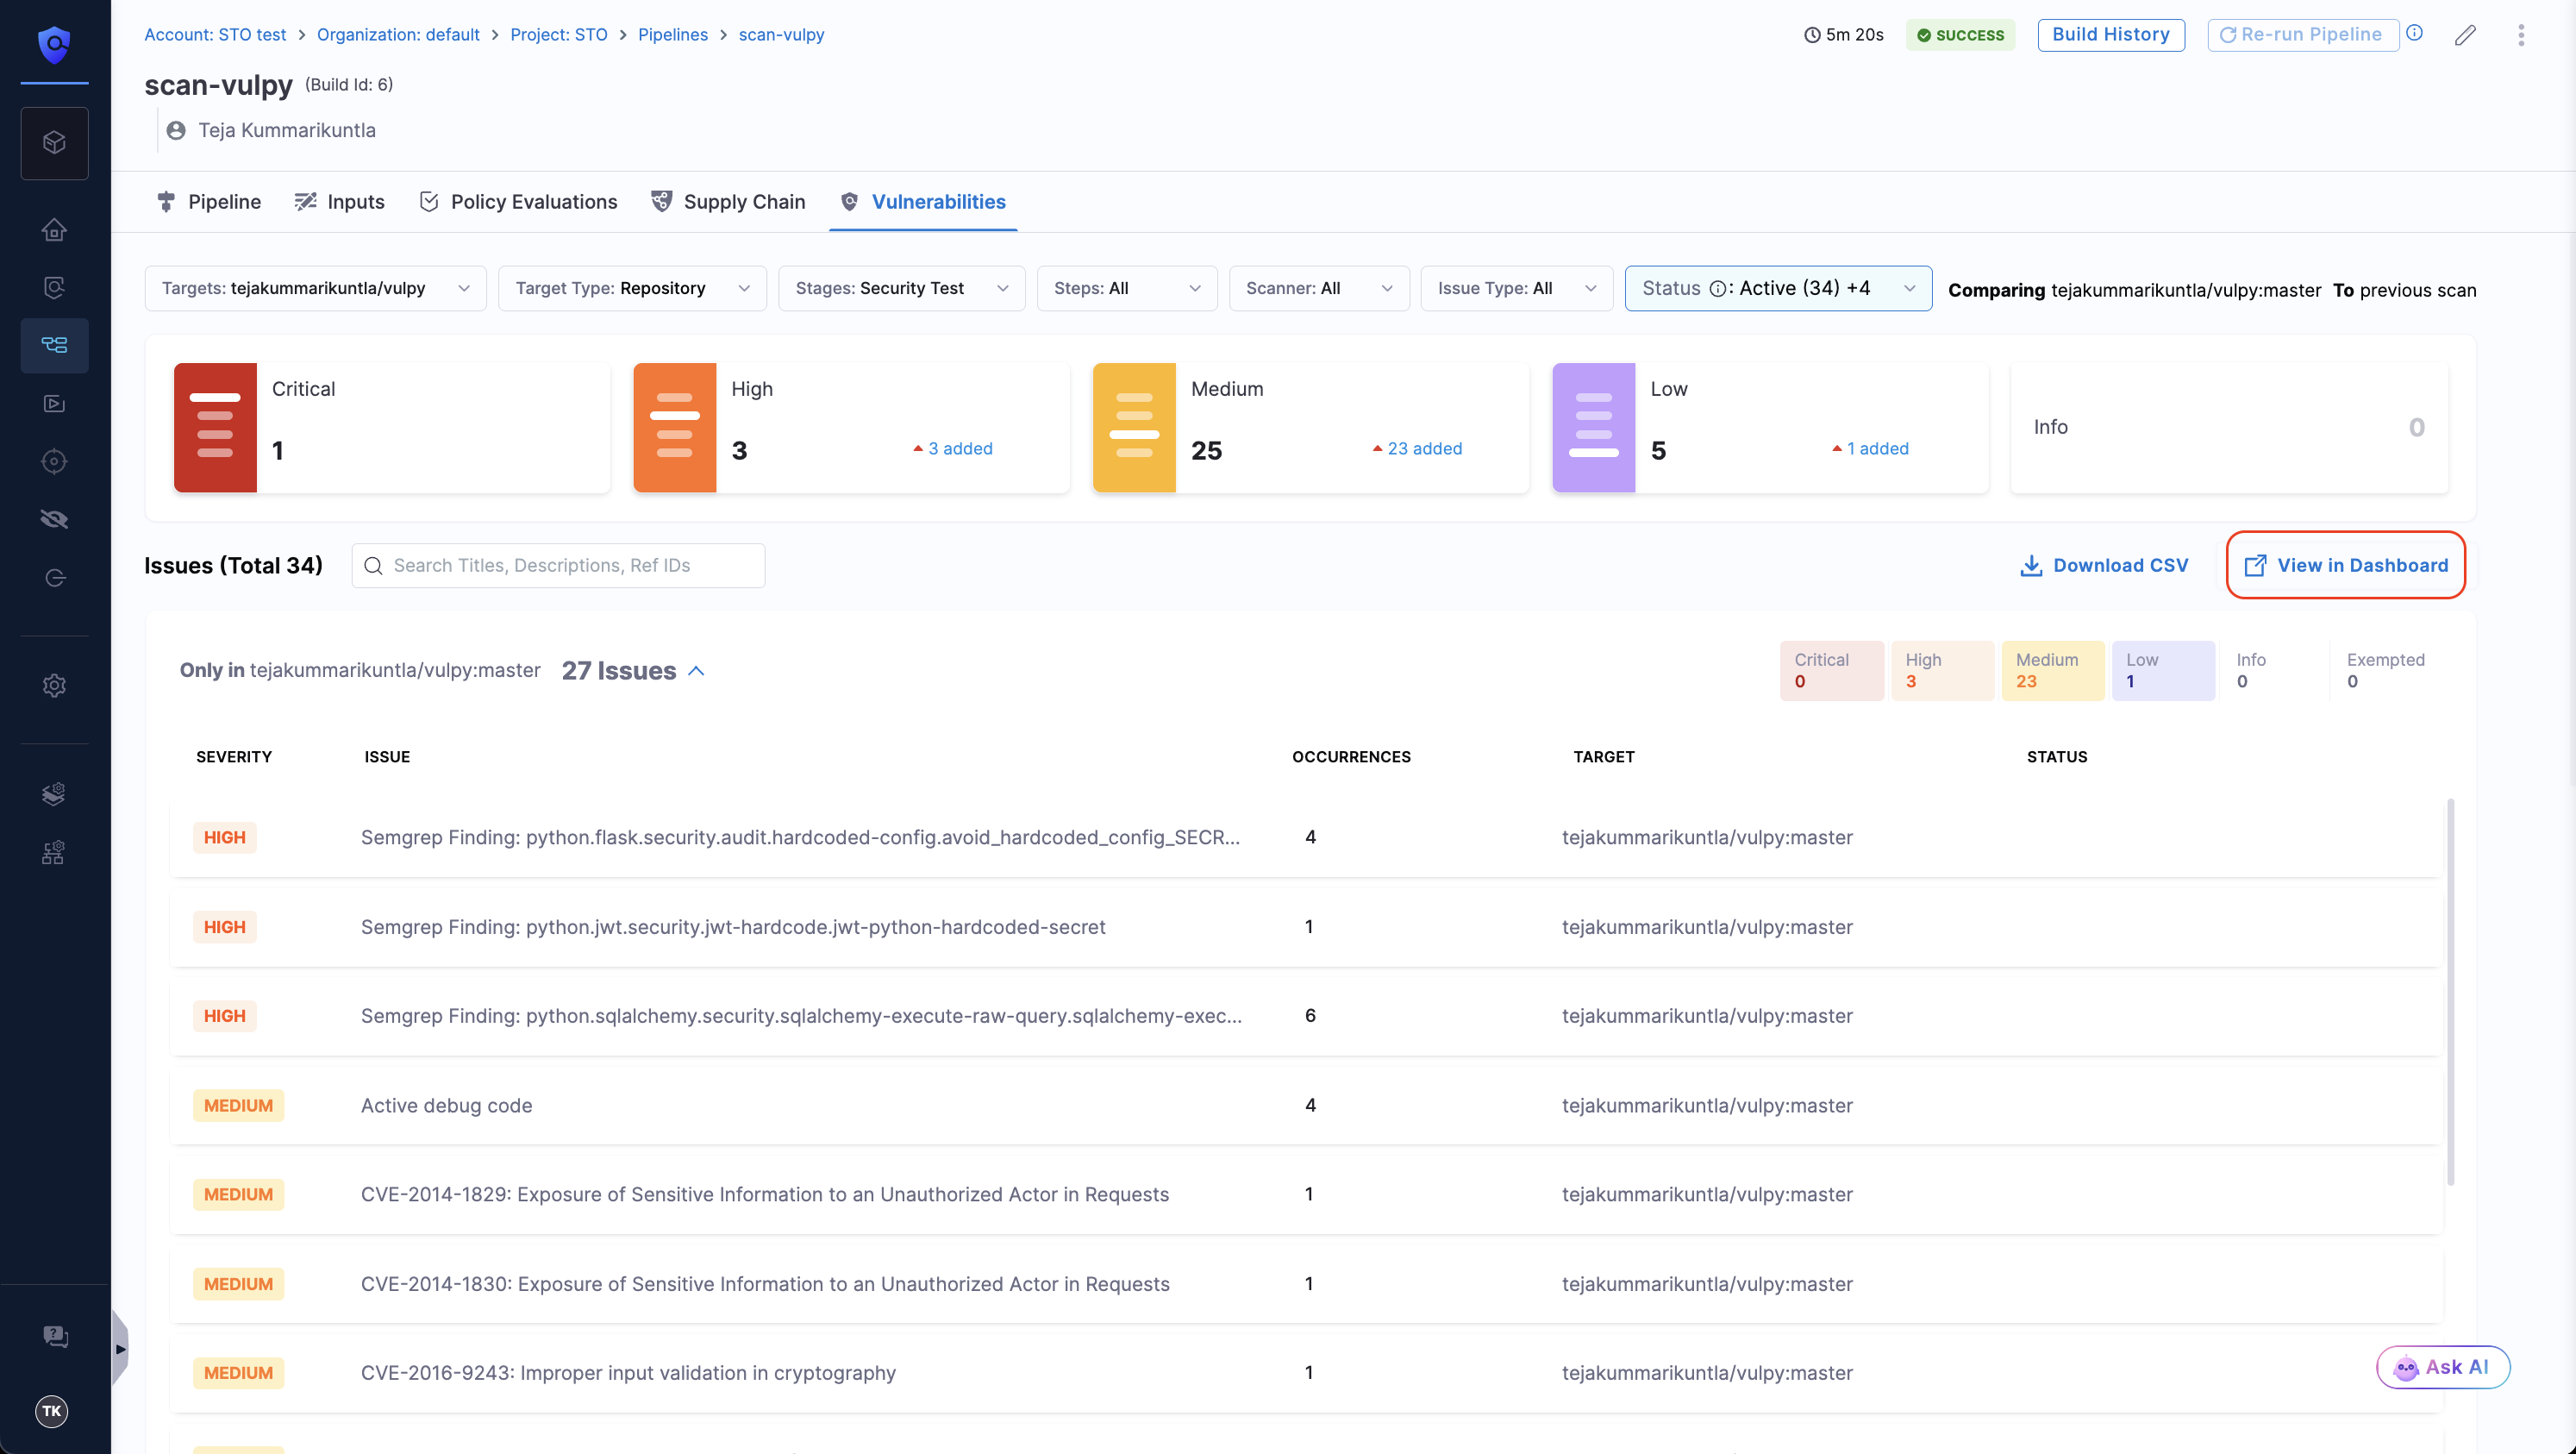 Account: STO test > Organization: default > Project: STO > Pipelines > scan-vulpy
5m 20s SUCCESS Build History Re-run Pipeline
scan-vulpy (Build Id: 6)
Teja Kummarikuntla
Pipeline Inputs Policy Evaluations Supply Chain Vulnerabilities
Targets: tejakummarikuntla/vulpy Target Type: Repository Stages: Security Test Steps: All Scanner: All Issue Type: All Status : Active (34) +4 Comparing tejakummarikuntla/vulpy:master To previous scan
Critical
1
High
3 3 added
Medium
25 23 added
Low
5 1 added
Info 0
Issues (Total 34) Search Titles, Descriptions, Ref IDs Download CSV View in Dashboard
Only in tejakummarikuntla/vulpy:master 27 Issues
Critical High Medium Low Info Exempted
0 3 23 1 0 0
SEVERITY ISSUE OCCURRENCES TARGET STATUS
HIGH Semgrep Finding: python.flask.security.audit.hardcoded-config.avoid_hardcoded_config_SECR... 4 tejakummarikuntla/vulpy:master
HIGH Semgrep Finding: python.jwt.security.jwt-hardcode.jwt-python-hardcoded-secret 1 tejakummarikuntla/vulpy:master
HIGH Semgrep Finding: python.sqlalchemy.security.sqlalchemy-execute-raw-query.sqlalchemy-exec... 6 tejakummarikuntla/vulpy:master
MEDIUM Active debug code 4 tejakummarikuntla/vulpy:master
MEDIUM CVE-2014-1829: Exposure of Sensitive Information to an Unauthorized Actor in Requests 1 tejakummarikuntla/vulpy:master
MEDIUM CVE-2014-1830: Exposure of Sensitive Information to an Unauthorized Actor in Requests 1 tejakummarikuntla/vulpy:master
MEDIUM CVE-2016-9243: Improper input validation in cryptography 1 tejakummarikuntla/vulpy:master
Ask AI
TK